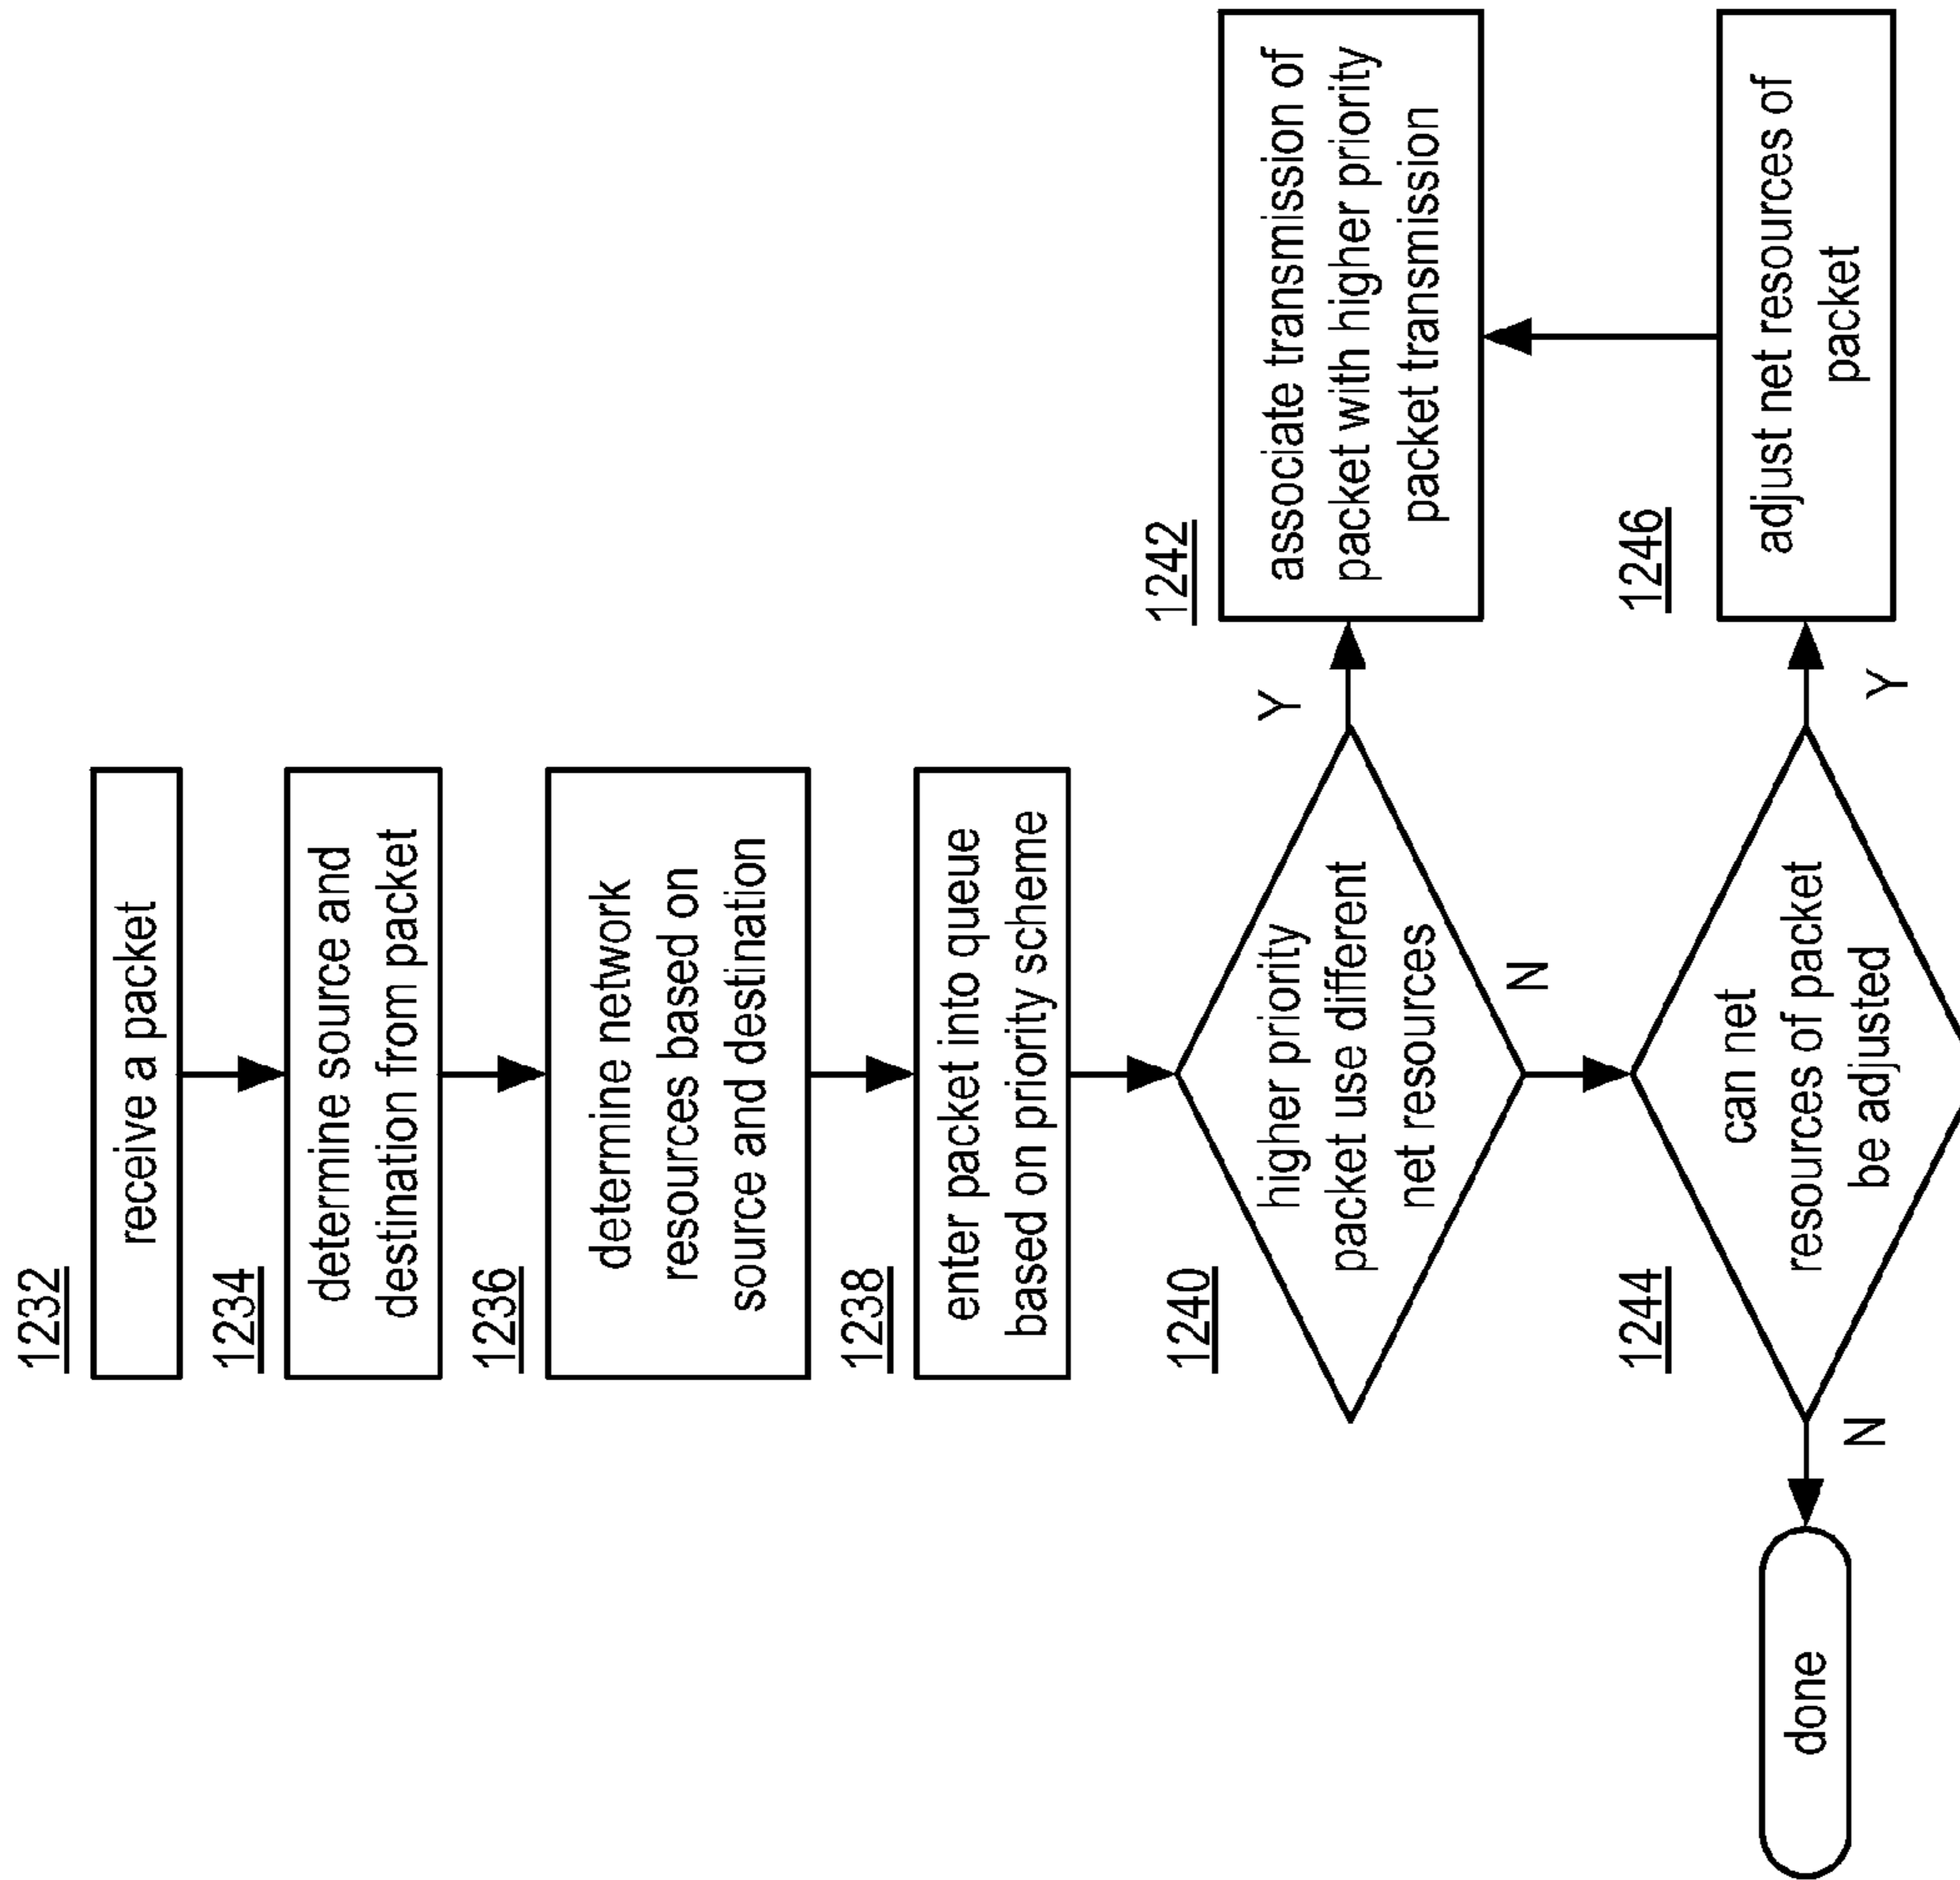 1232
receive a packet
1234
determine source and
destination from packet
1236
determine network
resources based on
source and destination
1238
enter packet into queue
based on priority scheme
1240
higher priority
packet use different
net resources
Y
1242
associate transmission of
packet with higher priority
packet transmission
N
1244
can net
resources of packet
be adjusted
Y
1246
adjust net resources of
packet
N
done